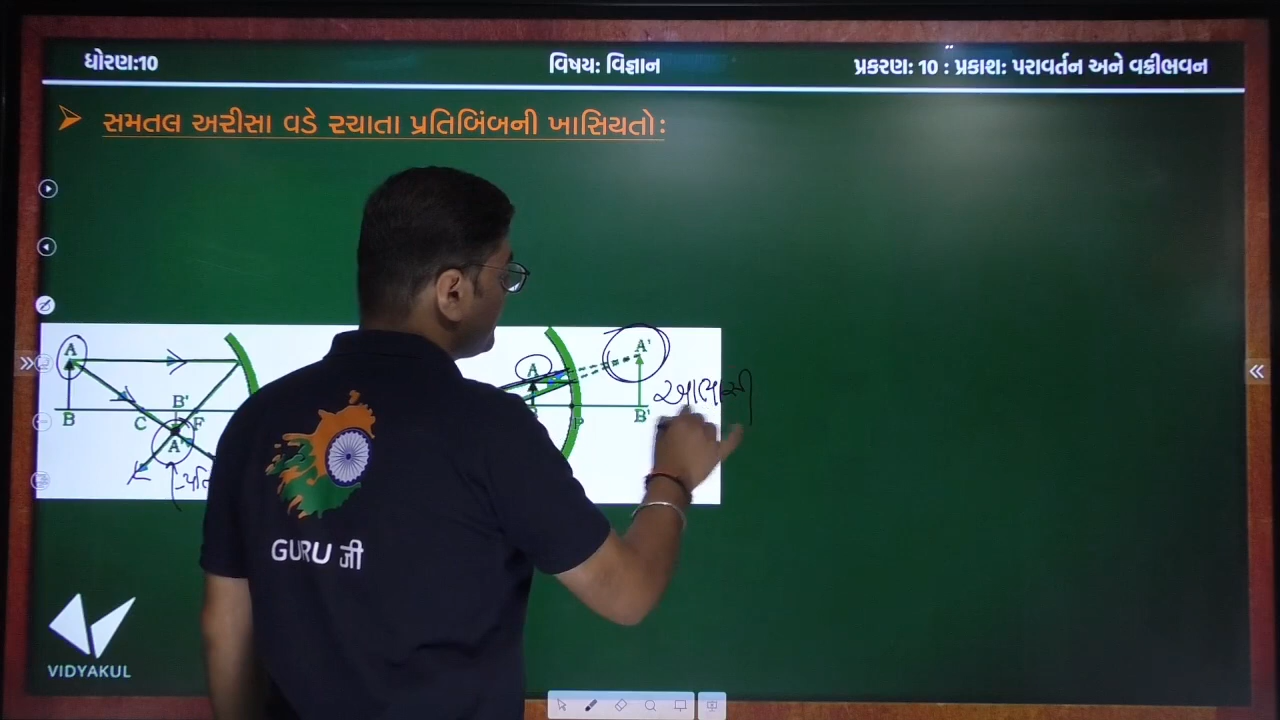 ધોરણ:10
વિષય: વિજ્ઞાન
પ્રકરણ: 10 : પ્રકાશ: પરાવર્તન અને વક્રીભવન
સમતલ અરીસા વડે રચાતા પ્રતિબિંબની ખાસિયતો:
A
B
C
B'
F
A'
A
P
A'
B'
આભાસી
GURU जी
VIDYAKUL